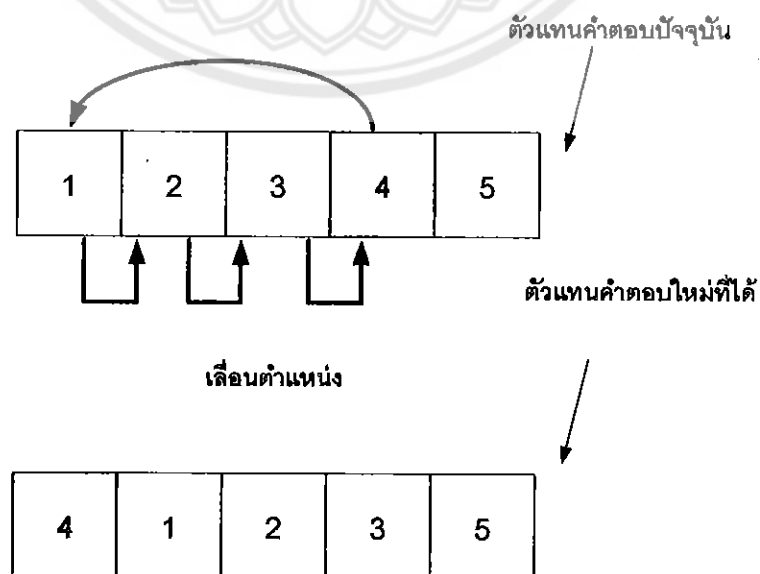 ตัวแทนคำตอบปัจจุบัน
1 2 3 4 5
ตัวแทนคำตอบใหม่ที่ได้
เลื่อนตำแหน่ง
4 1 2 3 5